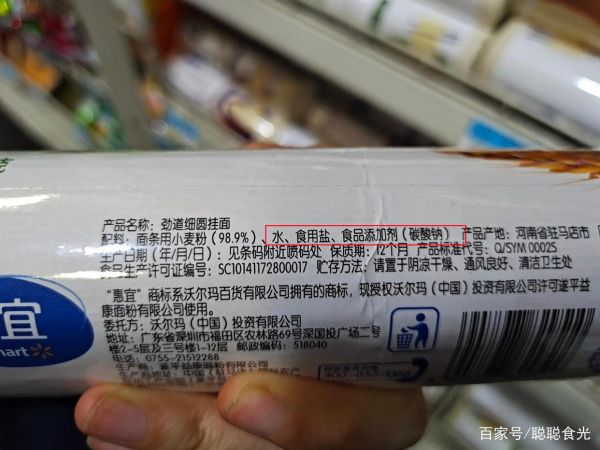 产品名称：劲道细圆挂面
配料：面条用小麦粉（98.9%）、水、食用盐、食品添加剂（碳酸钠） 产品产地：河南省驻马店市
生产日期（年/月/日）：见条码附近喷码处 保质期：12个月 产品标准代号：Q/SYM 0002S
食品生产许可证编号：SC10141172800017 贮存方法：请置于阴凉干燥、通风良好、清洁卫生处
“惠宜”商标系沃尔玛百货有限公司拥有的商标，现授权沃尔玛（中国）投资有限公司许可遂平益
康面粉有限公司使用。
委托方：沃尔玛（中国）投资有限公司
地址：广东省深圳市福田区农林路69号深国投广场二号
楼2-5层及三号楼1-12层 邮政编码：518040
电话：0755-21512288
宜
mart
百家号/聪聪食光